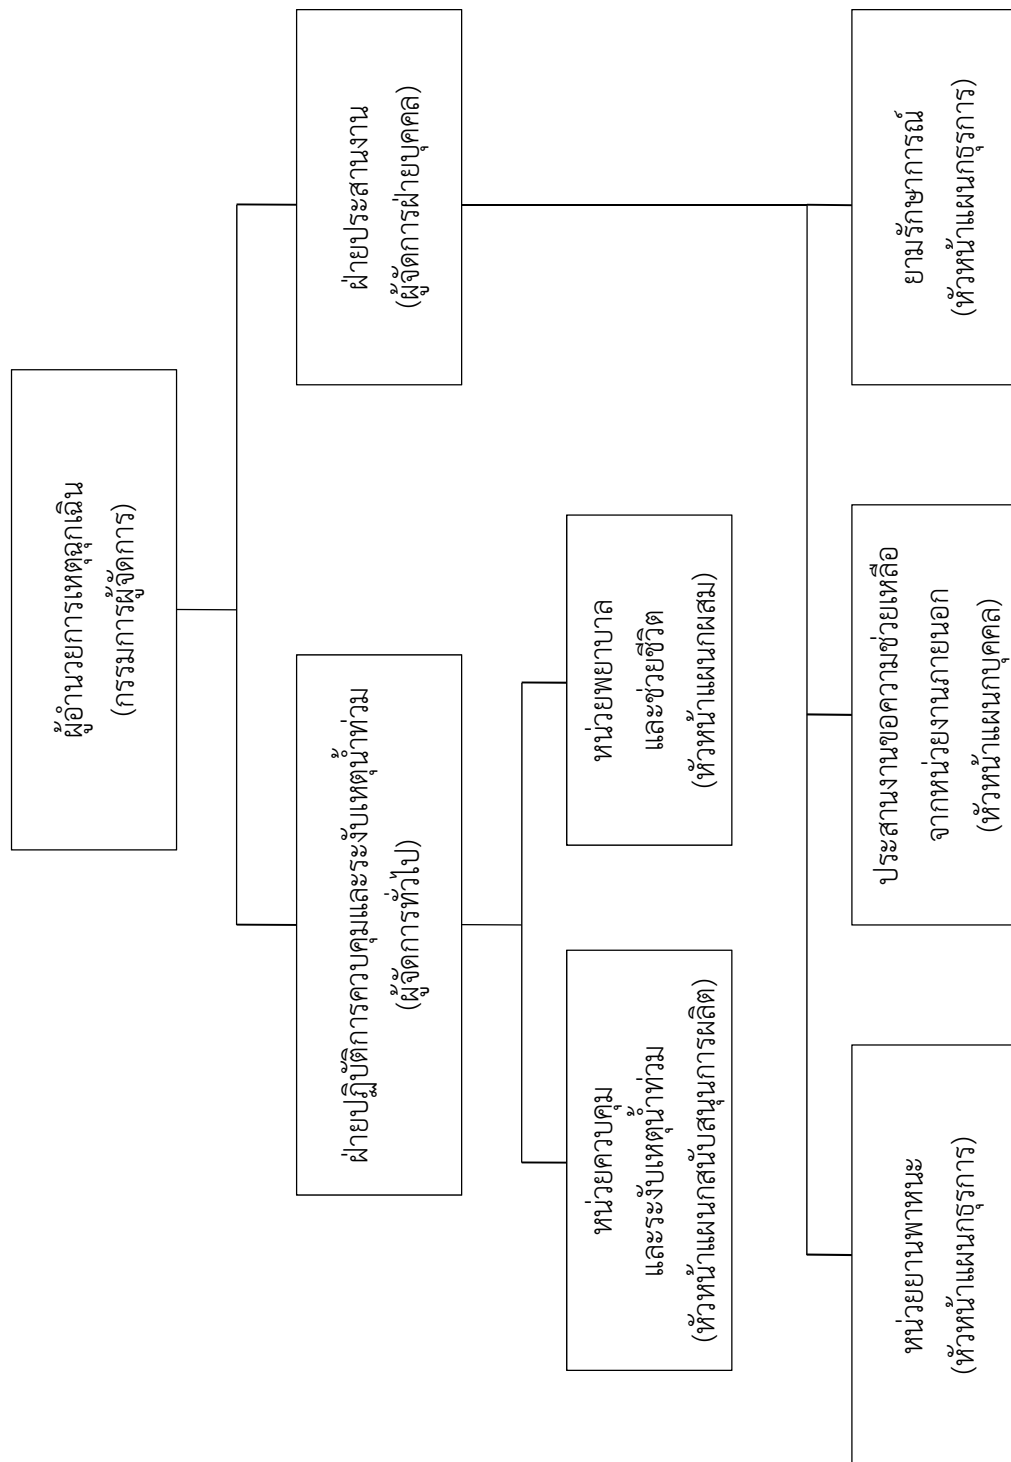 ผู้อำนวยการเหตุฉุกเฉิน
(กรรมการผู้จัดการ)
ฝ่ายปฏิบัติการควบคุมและระงับเหตุน้ำท่วม
(ผู้จัดการทั่วไป)
ฝ่ายประสานงาน
(ผู้จัดการฝ่ายบุคคล)
หน่วยควบคุม
และระงับเหตุน้ำท่วม
(หัวหน้าแผนกสนับสนุนการผลิต)
หน่วยพยาบาล
และช่วยชีวิต
(หัวหน้าแผนกผสม)
หน่วยยานพาหนะ
(หัวหน้าแผนกธุรการ)
ประสานงานขอความช่วยเหลือ
จากหน่วยงานภายนอก
(หัวหน้าแผนกบุคคล)
ยามรักษาการณ์
(หัวหน้าแผนกธุรการ)